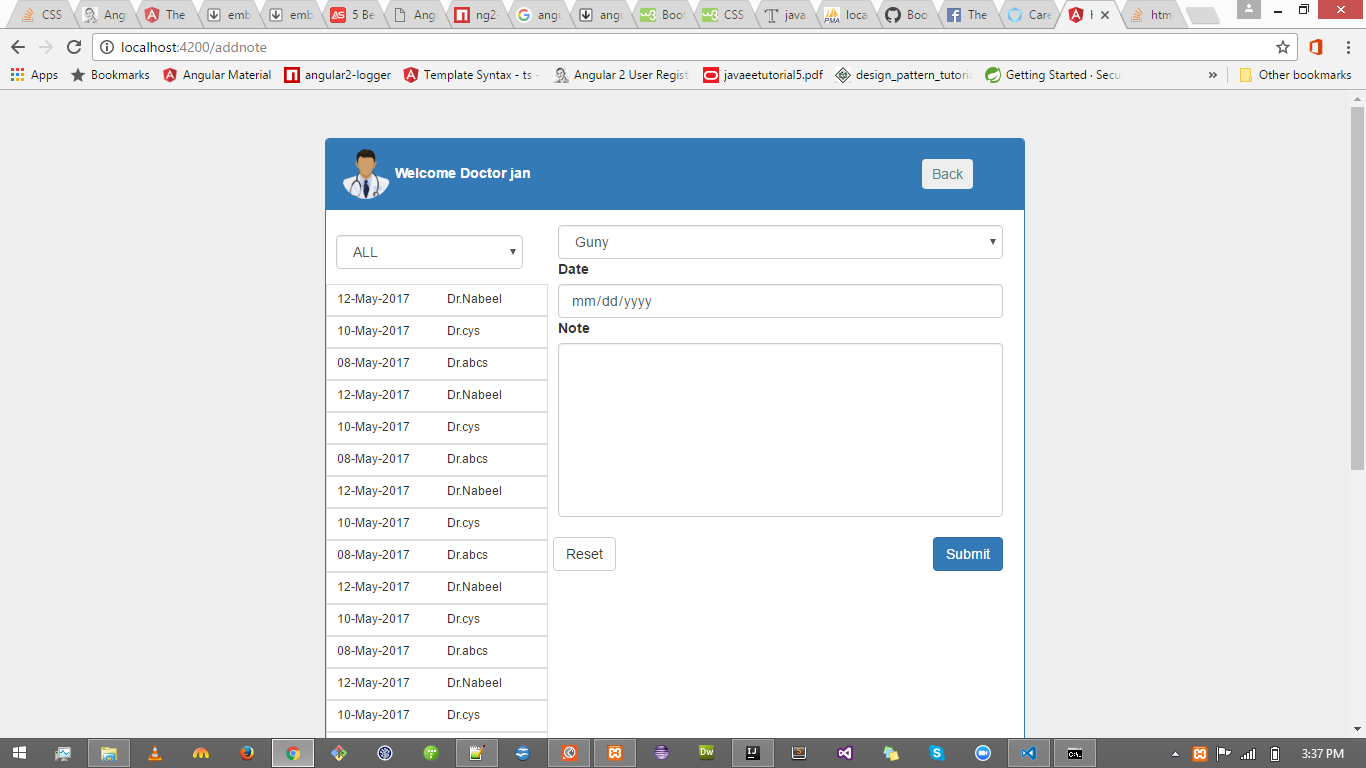 CSS Ang The emb emb 5 Be Ang ng2- ang ang Boot CSS java loca Boo The Care htm
localhost:4200/addnote
Apps Bookmarks Angular Material angular2-logger Template Syntax - ts - Angular 2 User Regist javaeetutorial5.pdf design_pattern_tutoria Getting Started · Secu » Other bookmarks
Welcome Doctor jan Back
ALL
Guny
Date
mm/dd/yyyy
Note
12-May-2017 Dr.Nabeel
10-May-2017 Dr.cys
08-May-2017 Dr.abcs
12-May-2017 Dr.Nabeel
10-May-2017 Dr.cys
08-May-2017 Dr.abcs
12-May-2017 Dr.Nabeel
10-May-2017 Dr.cys
08-May-2017 Dr.abcs
12-May-2017 Dr.Nabeel
10-May-2017 Dr.cys
08-May-2017 Dr.abcs
12-May-2017 Dr.Nabeel
10-May-2017 Dr.cys
Reset Submit
3:37 PM